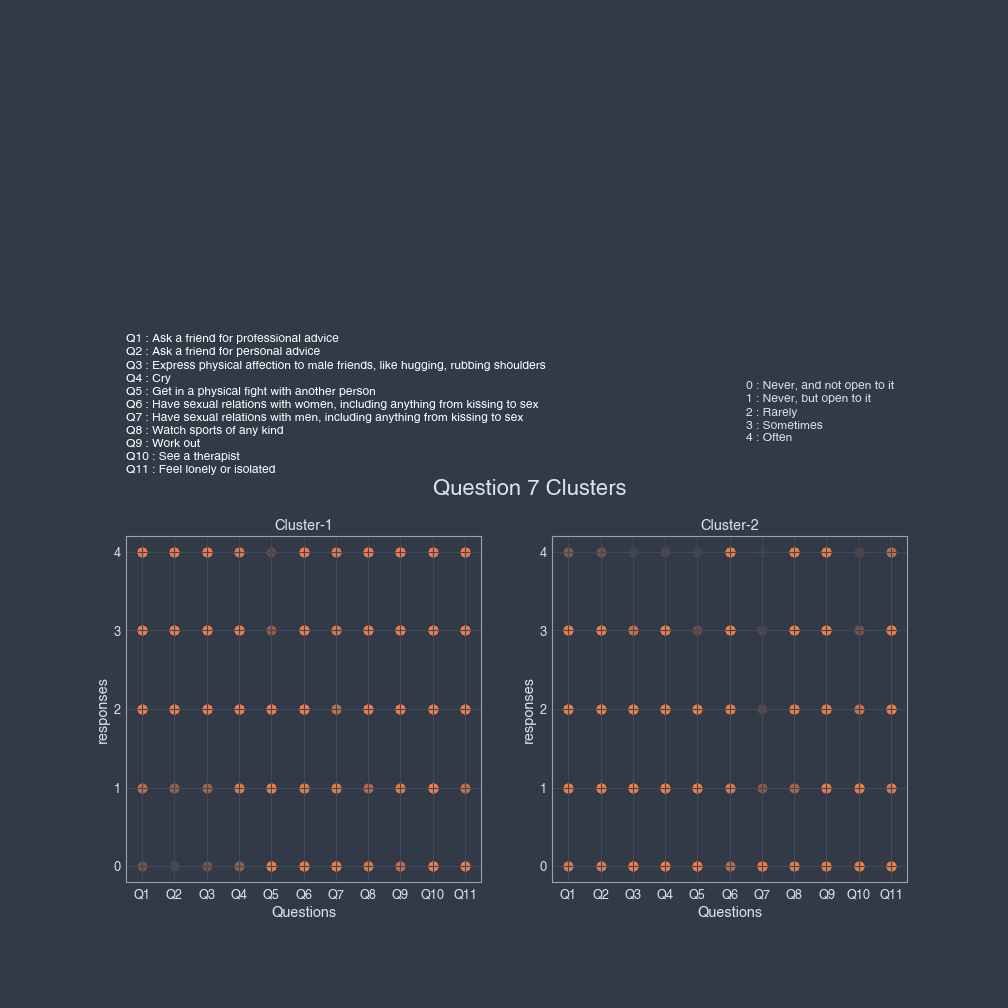 Q1 : Ask a friend for professional advice
Q2 : Ask a friend for personal advice
Q3 : Express physical affection to male friends, like hugging, rubbing shoulders
Q4 : Cry
Q5 : Get in a physical fight with another person
Q6 : Have sexual relations with women, including anything from kissing to sex
Q7 : Have sexual relations with men, including anything from kissing to sex
Q8 : Watch sports of any kind
Q9 : Work out
Q10 : See a therapist
Q11 : Feel lonely or isolated
0 : Never, and not open to it
1 : Never, but open to it
2 : Rarely
3 : Sometimes
4 : Often
Question 7 Clusters
Cluster-1
4
3
2
1
0
responses
Q1 Q2 Q3 Q4 Q5 Q6 Q7 Q8 Q9 Q10 Q11
Questions
Cluster-2
4
3
2
1
0
responses
Q1 Q2 Q3 Q4 Q5 Q6 Q7 Q8 Q9 Q10 Q11
Questions